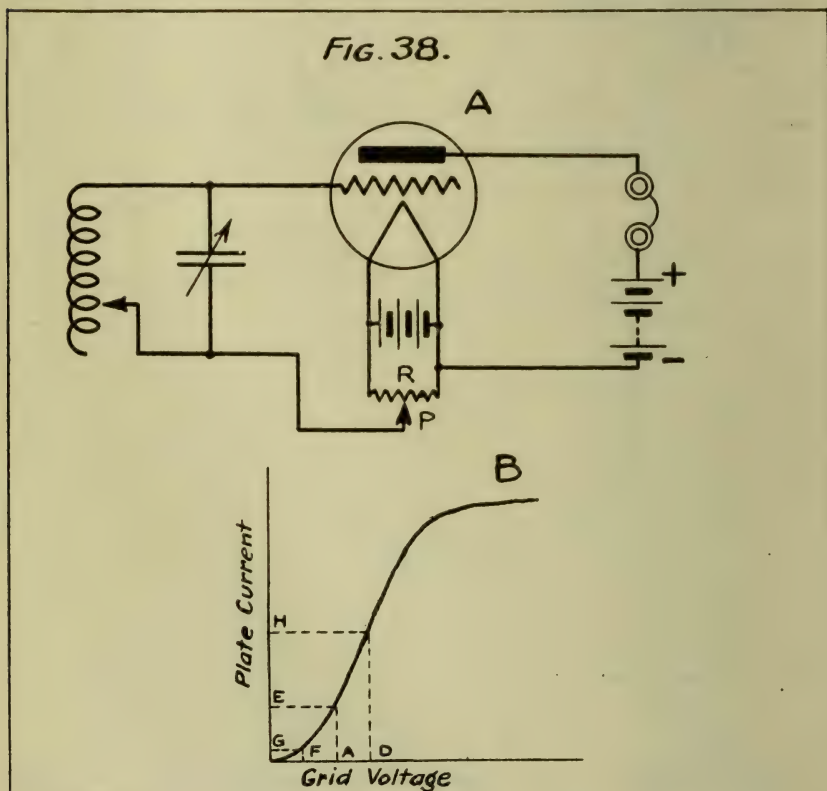 FIG. 38.
A
+
-
R
P
B
Plate Current
H
E
G
F A D
Grid Voltage